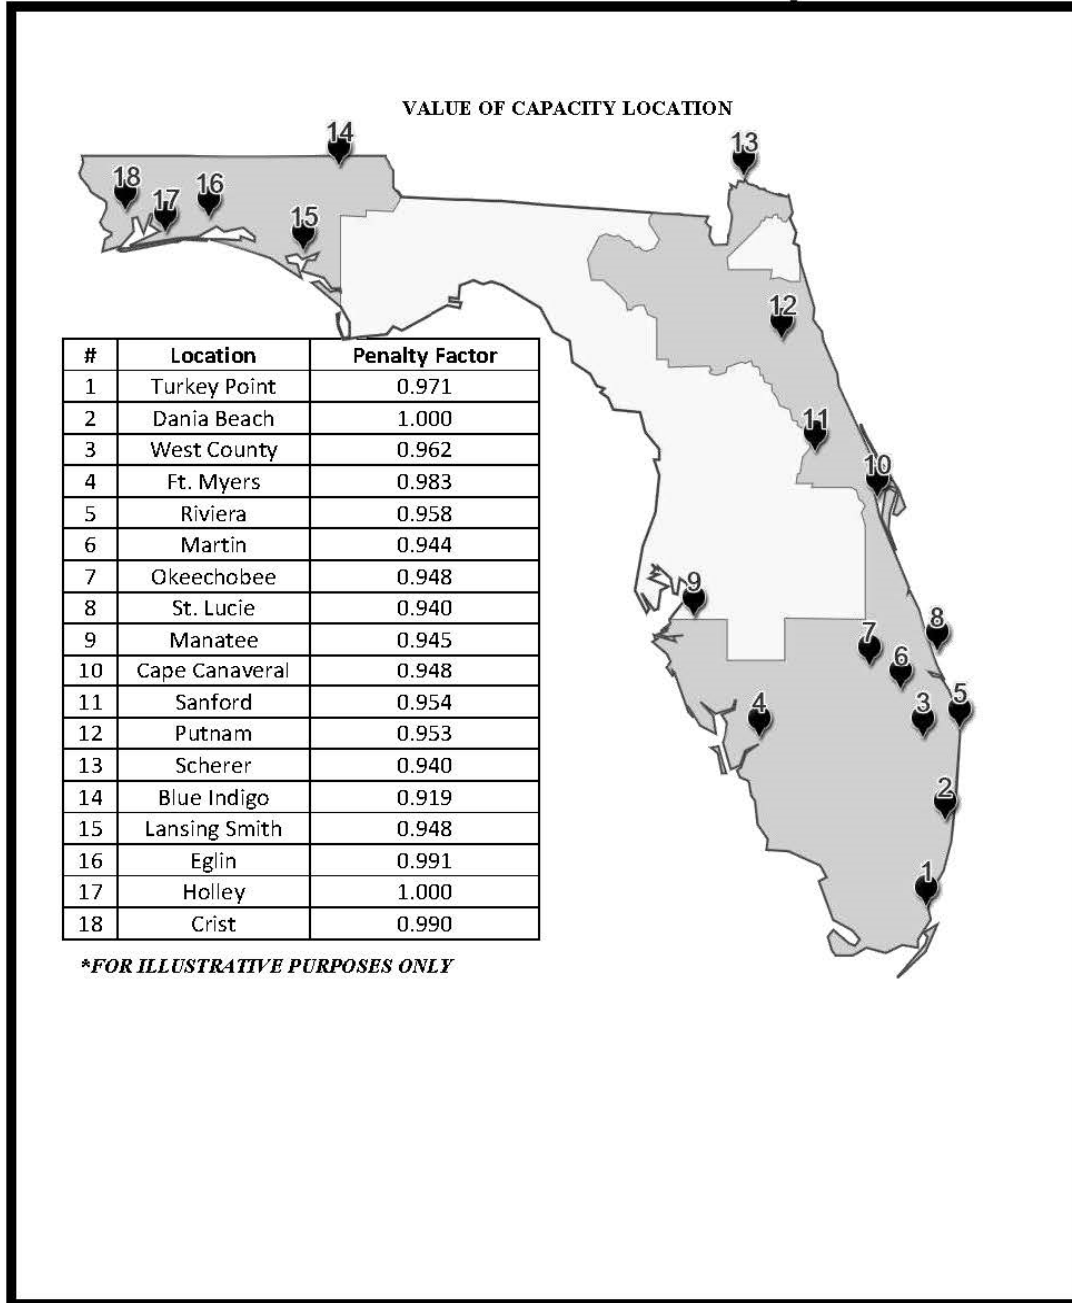 VALUE OF CAPACITY LOCATION
14
13
18
17
16
15
12
# Location Penalty Factor
1 Turkey Point 0.971
2 Dania Beach 1.000
3 West County 0.962
4 Ft. Myers 0.983
5 Riviera 0.958
6 Martin 0.944
7 Okeechobee 0.948
8 St. Lucie 0.940
9 Manatee 0.945
10 Cape Canaveral 0.948
11 Sanford 0.954
12 Putnam 0.953
13 Scherer 0.940
14 Blue Indigo 0.919
15 Lansing Smith 0.948
16 Eglin 0.991
17 Holley 1.000
18 Crist 0.990
11
10
9
8
7
6
5
4
3
2
1
*FOR ILLUSTRATIVE PURPOSES ONLY